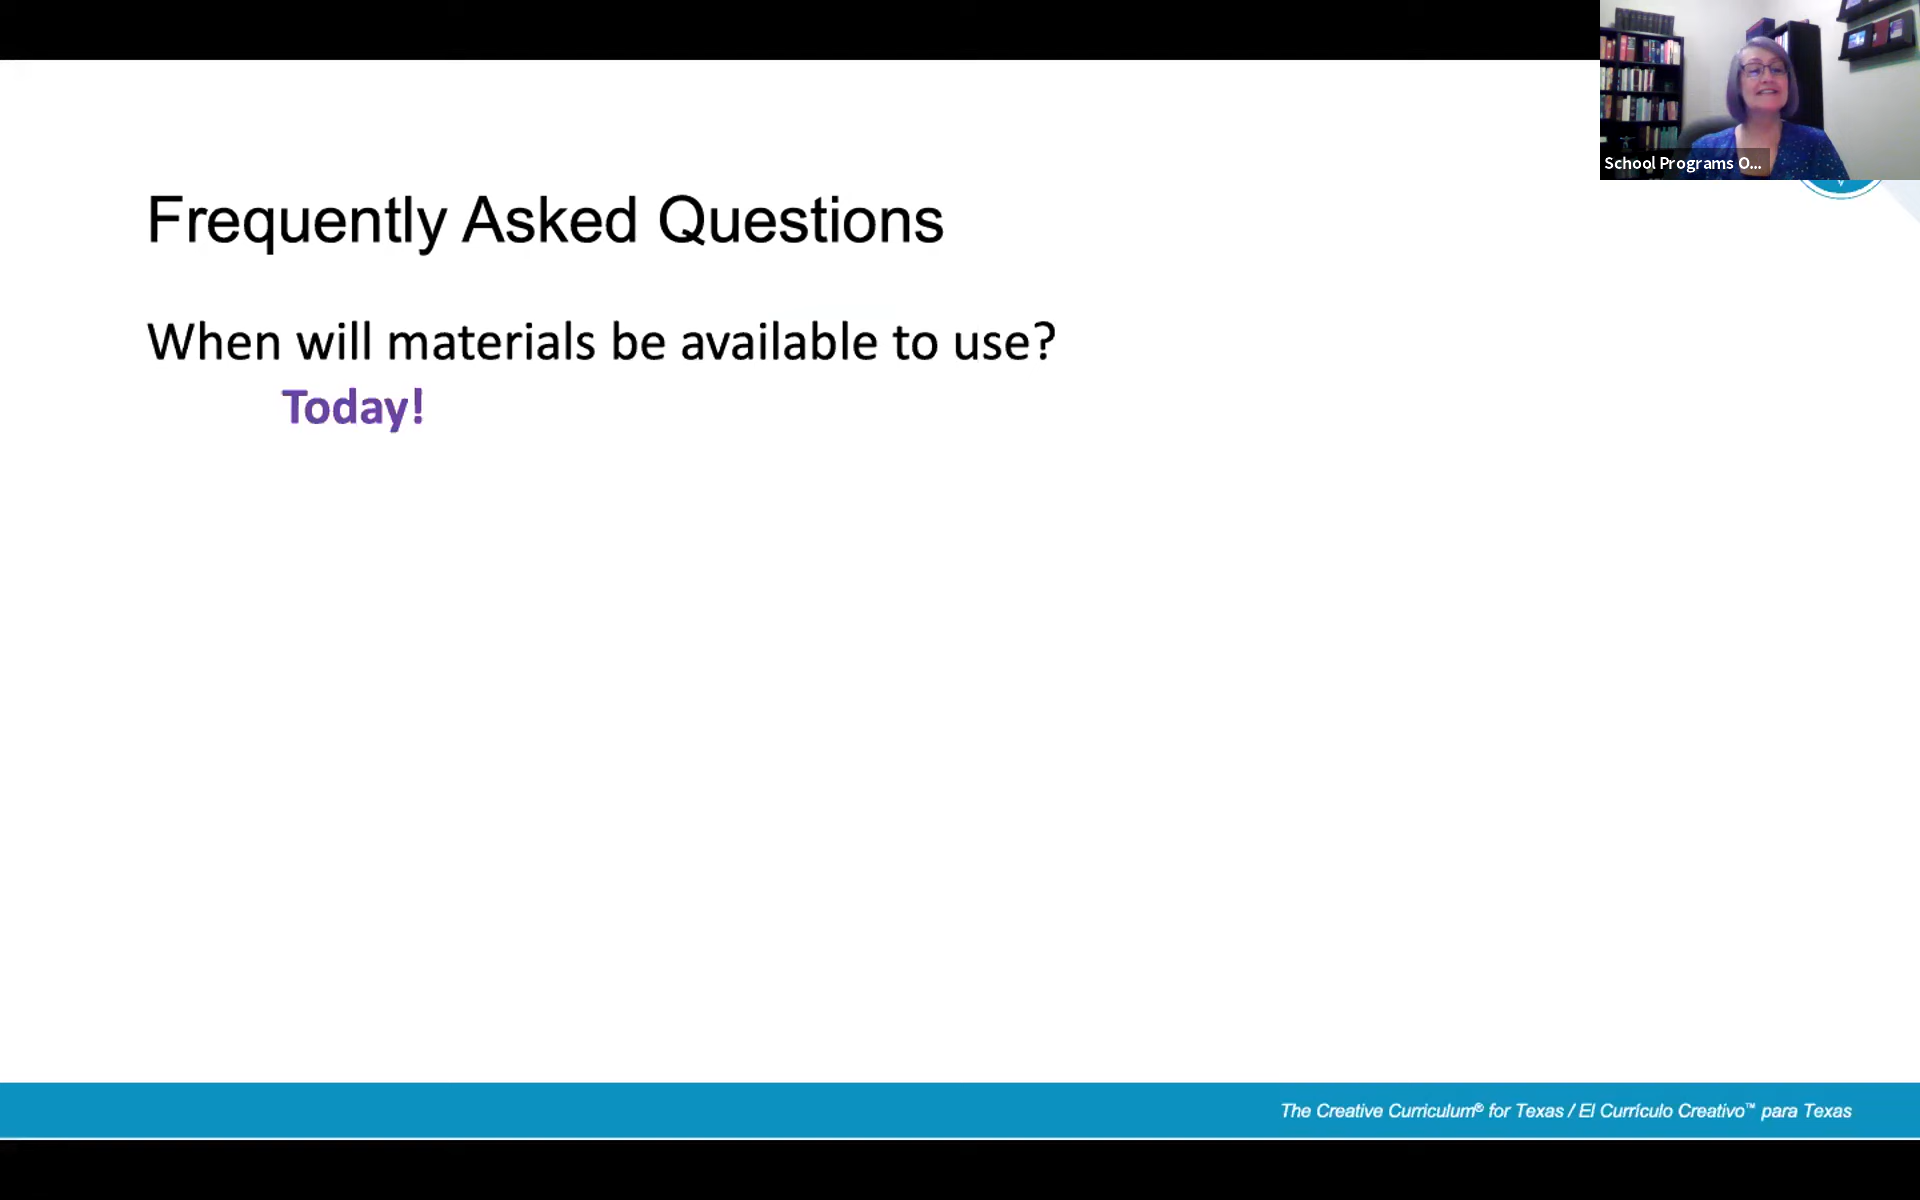 School Programs O...
Frequently Asked Questions
When will materials be available to use?
Today!
The Creative Curriculum® for Texas / El Currículo Creativo™ para Texas